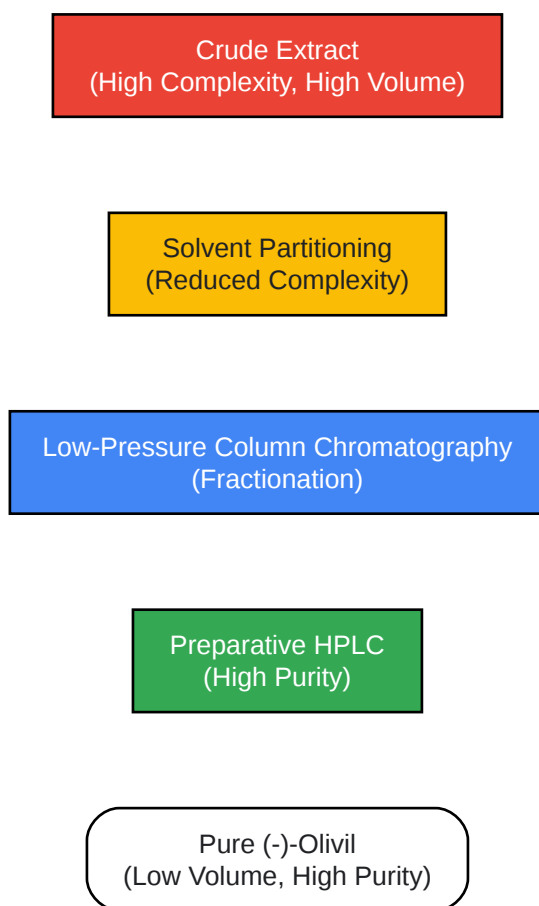 Crude Extract
(High Complexity, High Volume)
Solvent Partitioning
(Reduced Complexity)
Low-Pressure Column Chromatography
(Fractionation)
Preparative HPLC
(High Purity)
Pure (-)-Olivil
(Low Volume, High Purity)